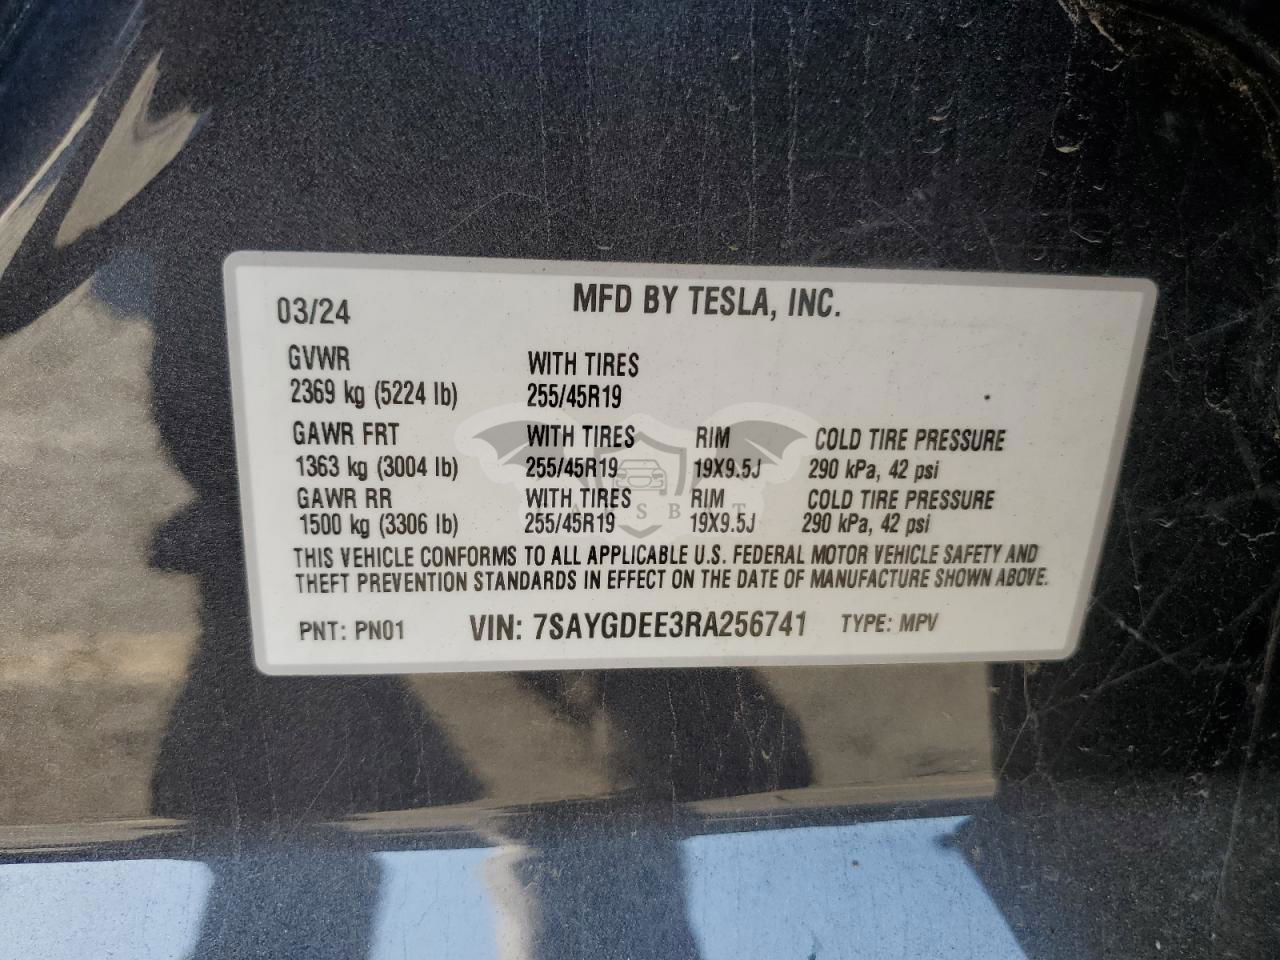 MFD BY TESLA, INC.
03/24
GVWR WITH TIRES
2369 kg (5224 lb) 255/45R19
GAWR FRT WITH TIRES RIM COLD TIRE PRESSURE
1363 kg (3004 lb) 255/45R19 19X9.5J 290 kPa, 42 psi
GAWR RR WITH TIRES RIM COLD TIRE PRESSURE
1500 kg (3306 lb) 255/45R19 19X9.5J 290 kPa, 42 psi
THIS VEHICLE CONFORMS TO ALL APPLICABLE U.S. FEDERAL MOTOR VEHICLE SAFETY AND
THEFT PREVENTION STANDARDS IN EFFECT ON THE DATE OF MANUFACTURE SHOWN ABOVE.
PNT: PN01 VIN: 7SAYGDEE3RA256741 TYPE: MPV